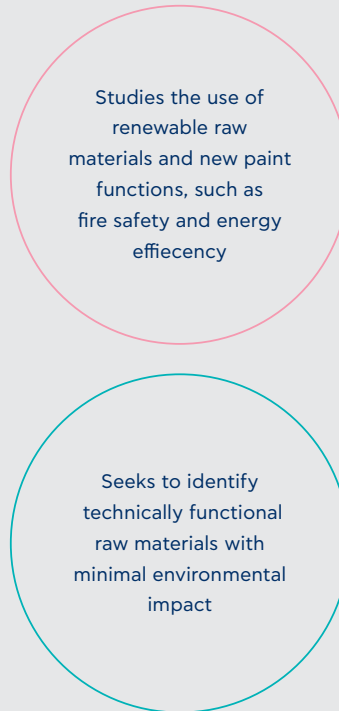 Studies the use of
renewable raw
materials and new paint
functions, such as
fire safety and energy
effiecency
Seeks to identify
technically functional
raw materials with
minimal environmental
impact